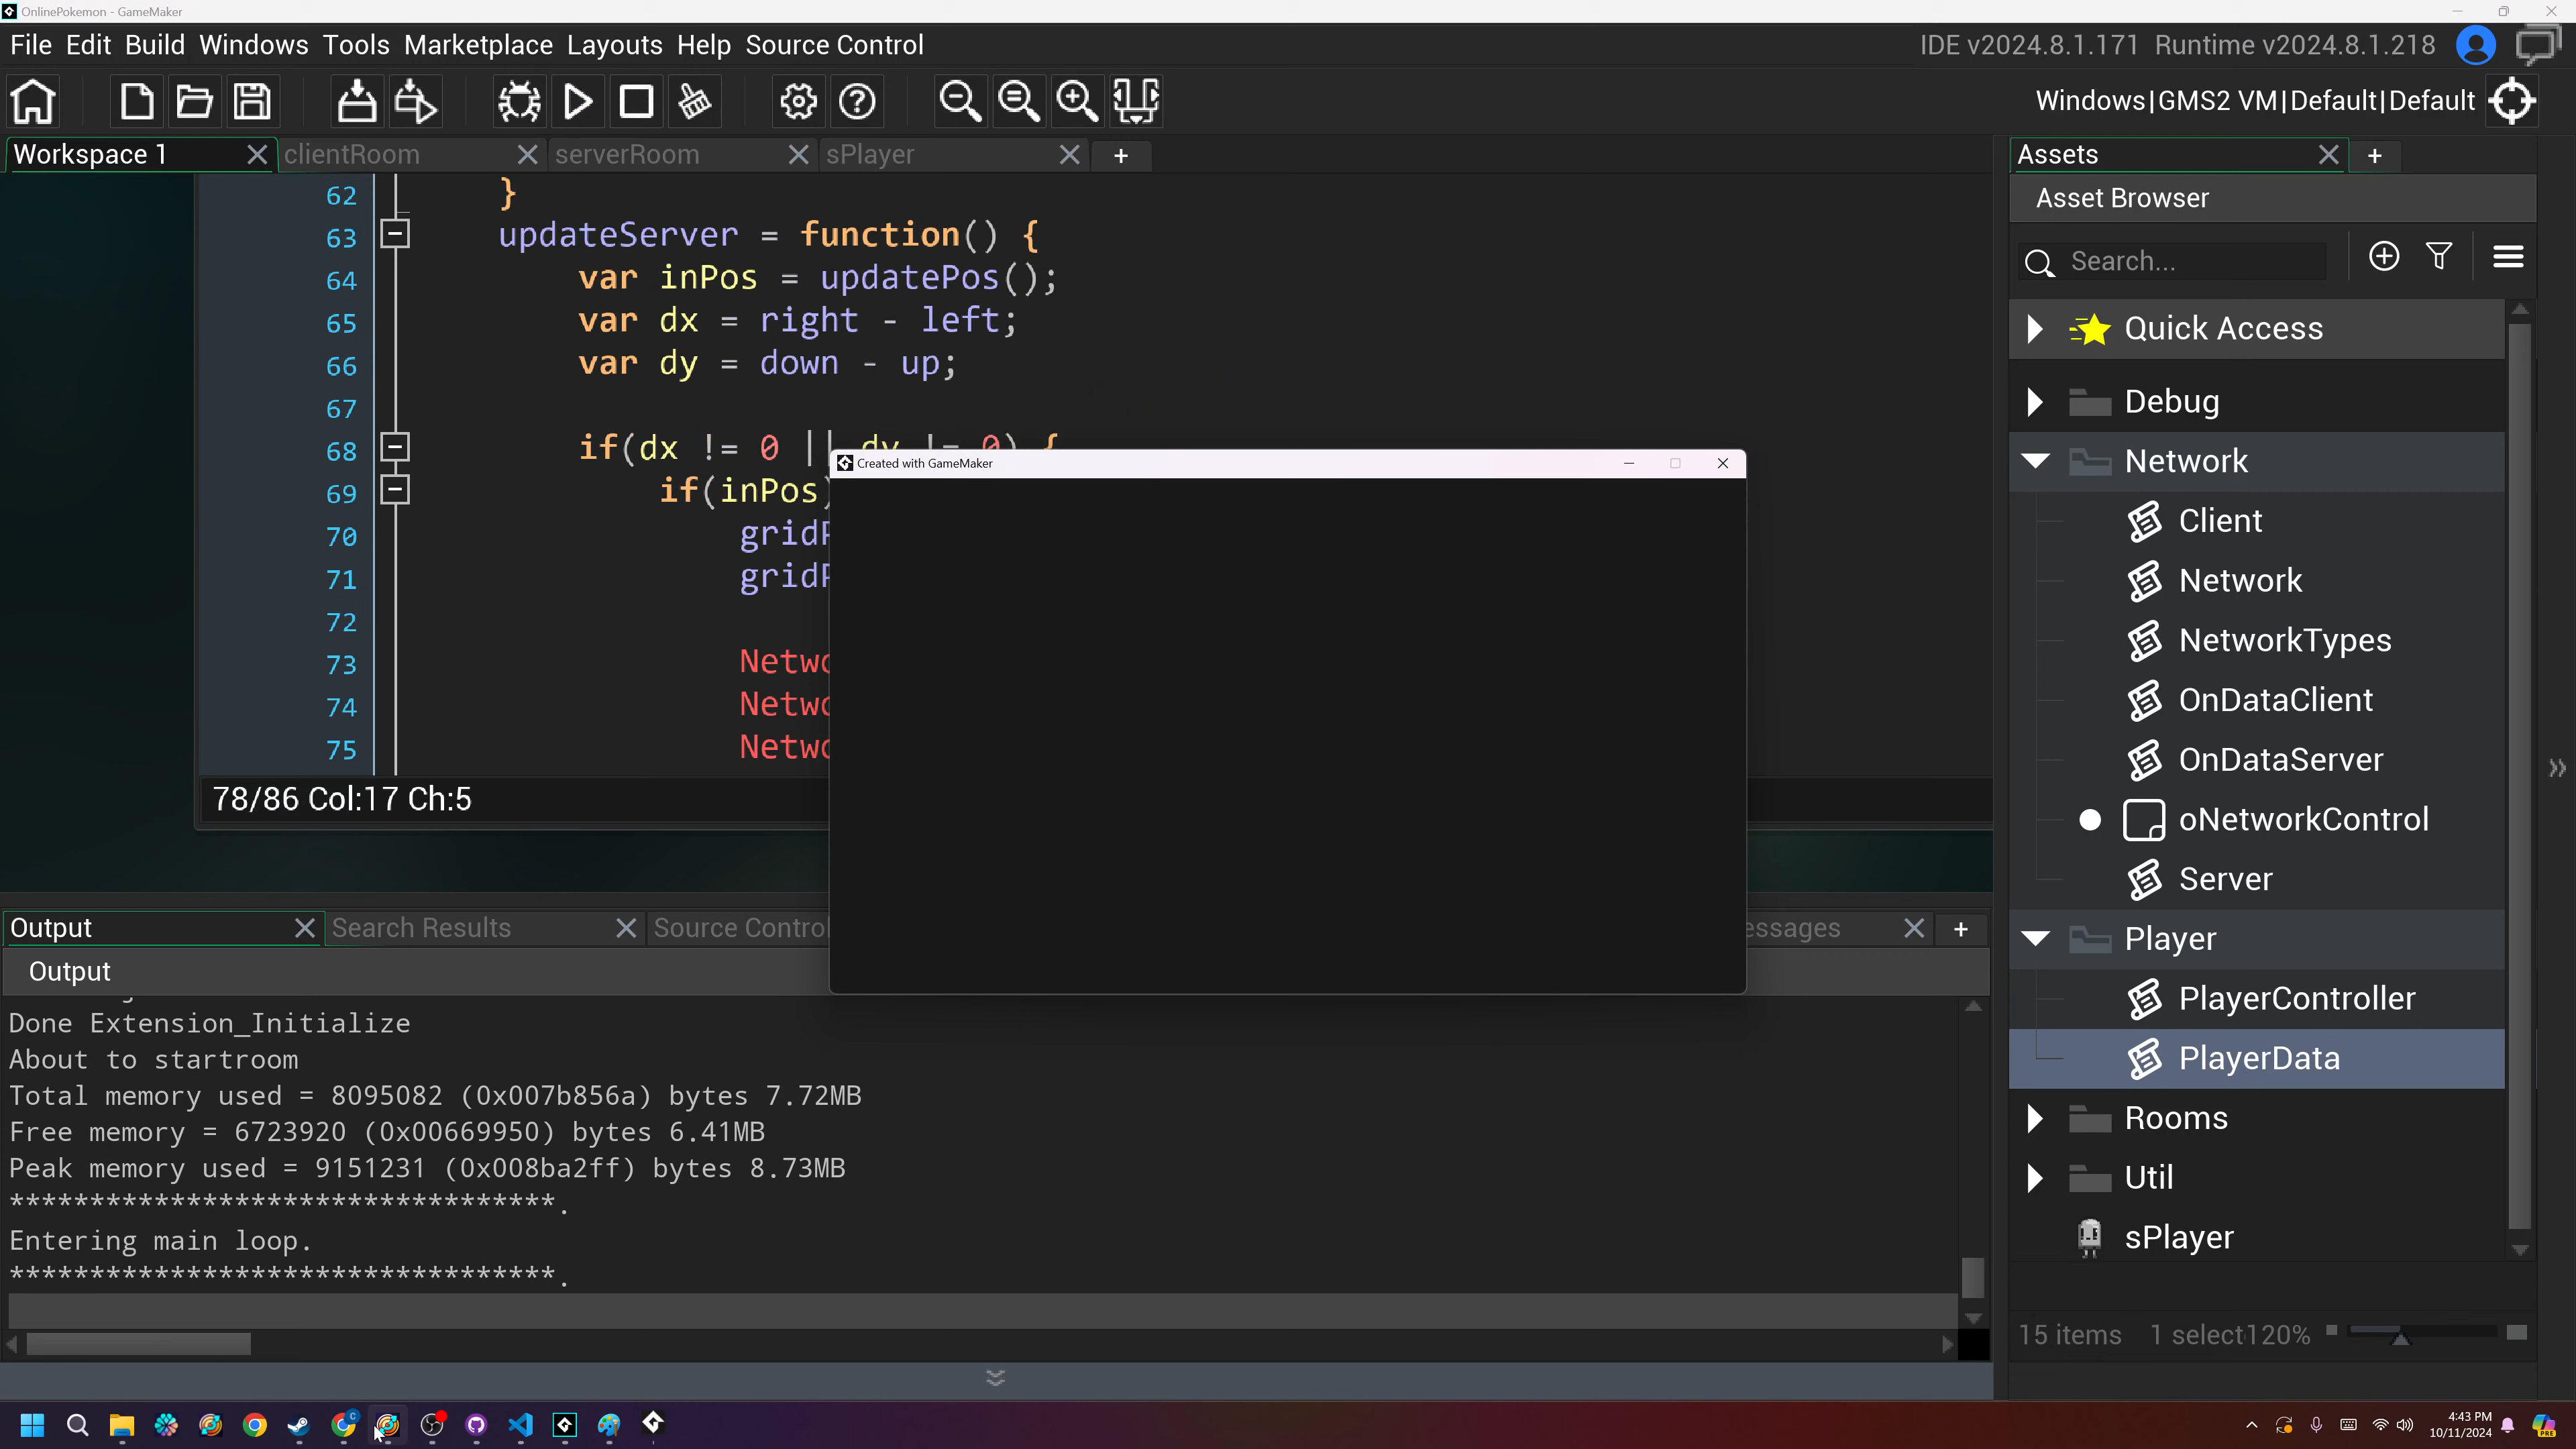 OnlinePokemon - GameMaker
File Edit Build Windows Tools Marketplace Layouts Help Source Control
IDE v2024.8.1.171 Runtime v2024.8.1.218
Windows|GMS2 VM|Default|Default
Workspace 1
clientRoom
serverRoom
sPlayer
62 }
63 updateServer = function() {
64 var inPos = updatePos();
65 var dx = right - left;
66 var dy = down - up;
67
68 if(dx != 0 || dy != 0) {
69 if(inPos)
70 gridP
71 gridP
72
73 Netwo
74 Netwo
75 Netwo
78/86 Col:17 Ch:5
Created with GameMaker
Output
Search Results
Source Control
essages
Output
Done Extension_Initialize
About to startroom
Total memory used = 8095082 (0x007b856a) bytes 7.72MB
Free memory = 6723920 (0x00669950) bytes 6.41MB
Peak memory used = 9151231 (0x008ba2ff) bytes 8.73MB
**********************************.
Entering main loop.
**********************************.
Assets
Asset Browser
Search...
Quick Access
Debug
Network
Client
Network
NetworkTypes
OnDataClient
OnDataServer
oNetworkControl
Server
Player
PlayerController
PlayerData
Rooms
Util
sPlayer
15 items 1 select 120%
4:43 PM
10/11/2024
PRE